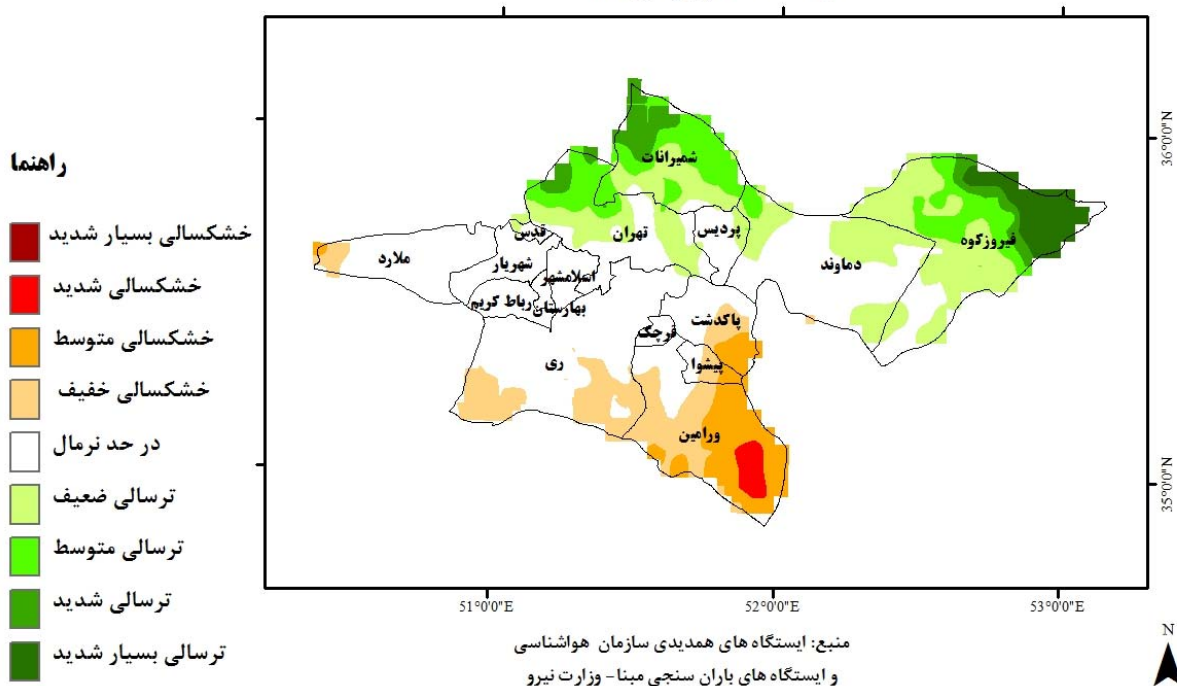 راهنما
خشکسالی بسیار شدید
خشکسالی شدید
خشکسالی متوسط
خشکسالی خفیف
در حد نرمال
ترسالی ضعیف
ترسالی متوسط
ترسالی شدید
ترسالی بسیار شدید
شمیرانات
فیروزکوه
دماوند
پردیس
تهران
قدس
ملارد
شهریار
اسلامشهر
رباط کریم
بهارستان
پاکدشت
قرچک
پیشوا
ری
ورامین
36°0'0"N
35°0'0"N
51°0'0"E
52°0'0"E
53°0'0"E
منبع: ایستگاه های همدیدی سازمان هواشناسی
و ایستگاه های باران سنجی مبنا- وزارت نیرو
N